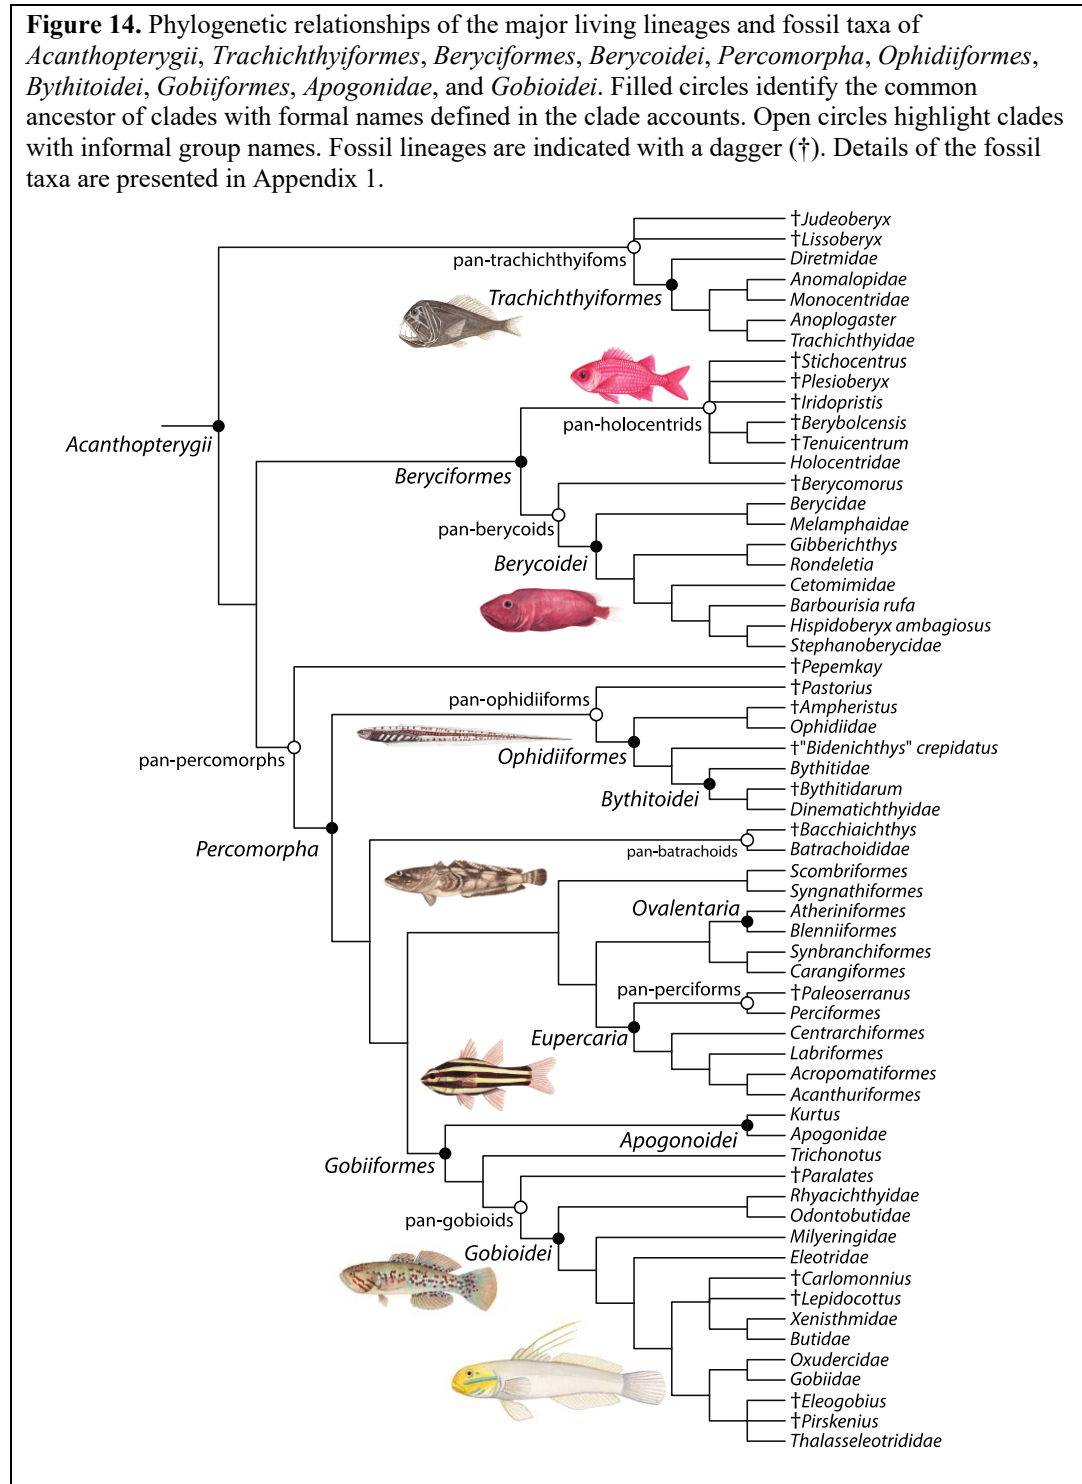 Figure 14. Phylogenetic relationships of the major living lineages and fossil taxa of
Acanthopterygii, Trachichthyiformes, Beryciformes, Berycoidei, Percomorpha, Ophidiiformes,
Bythitoidei, Gobiiformes, Apogonidae, and Gobioidei. Filled circles identify the common
ancestor of clades with formal names defined in the clade accounts. Open circles highlight clades
with informal group names. Fossil lineages are indicated with a dagger (†). Details of the fossil
taxa are presented in Appendix 1.
†Judeoberyx
†Lissoberyx
pan-trachichthyifoms
Diretmidae
Anomalopidae
Trachichthyiformes
Monocentridae
Anoplogaster
Trachichthyidae
†Stichocentrus
†Plesioberyx
†Iridopristis
pan-holocentrids
†Berybolcensis
Acanthopterygii
†Tenuicentrum
Holocentridae
Beryciformes
†Berycomorus
Berycidae
pan-berycoids
Melamphaidae
Gibberichthys
Berycoidei
Rondeletia
Cetomimidae
Barbourisia rufa
Hispidoberyx ambagiosus
Stephanoberycidae
†Pepemkay
†Pastorius
pan-ophidiiforms
†Ampheristus
Ophidiidae
†"Bidenichthys" crepidatus
Ophidiiformes
pan-percomorphs
Bythitidae
†Bythitidarum
Bythitoidei
Dinematichthyidae
†Bacchiaichthys
Percomorpha
pan-batrachoids
Batrachoididae
Scombriformes
Syngnathiformes
Ovalentaria
Atheriniformes
Blenniiformes
Synbranchiformes
Carangiformes
pan-perciforms
†Paleoserranus
Perciformes
Eupercaria
Centrarchiformes
Labriformes
Acropomatiformes
Acanthuriformes
Kurtus
Apogonoidei
Apogonidae
Trichonotus
Gobiiformes
†Paralates
Rhyacichthyidae
pan-gobioids
Odontobutidae
Milyeringidae
Gobioidei
Eleotridae
†Carlomonnius
†Lepidocottus
Xenisthmidae
Butidae
Oxudercidae
Gobiidae
†Eleogobius
†Pirskenius
Thalasseleotrididae